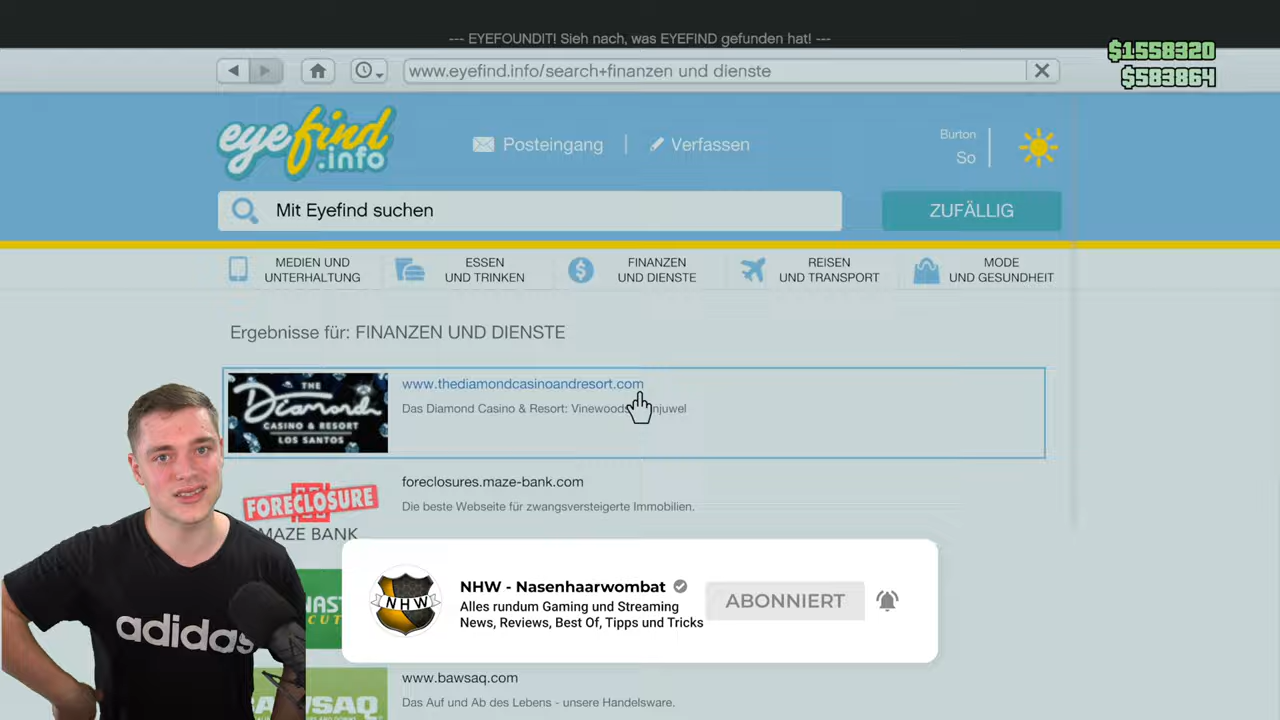 --- EYEFOUNDIT! Sieh nach, was EYEFIND gefunden hat! ---
$1558320
$583864
www.eyefind.info/search+finanzen und dienste
eyefind
.info
Posteingang
Verfassen
Burton
So
Mit Eyefind suchen
ZUFÄLLIG
MEDIEN UND
UNTERHALTUNG
ESSEN
UND TRINKEN
FINANZEN
UND DIENSTE
REISEN
UND TRANSPORT
MODE
UND GESUNDHEIT
Ergebnisse für: FINANZEN UND DIENSTE
THE
Diamond
CASINO & RESORT
LOS SANTOS
www.thediamondcasinoandresort.com
Das Diamond Casino & Resort:
FORECLOSURE
MAZE BANK
foreclosures.maze-bank.com
Die beste Webseite für zwangsversteigerte Immobilien.
adidas
NHW
NHW - Nasenhaarwombat
Alles rundum Gaming und Streaming
News, Reviews, Best Of, Tipps und Tricks
ABONNIERT
BAWSAQ
www.bawsaq.com
Das Auf und Ab des Lebens - unsere Handelsware.